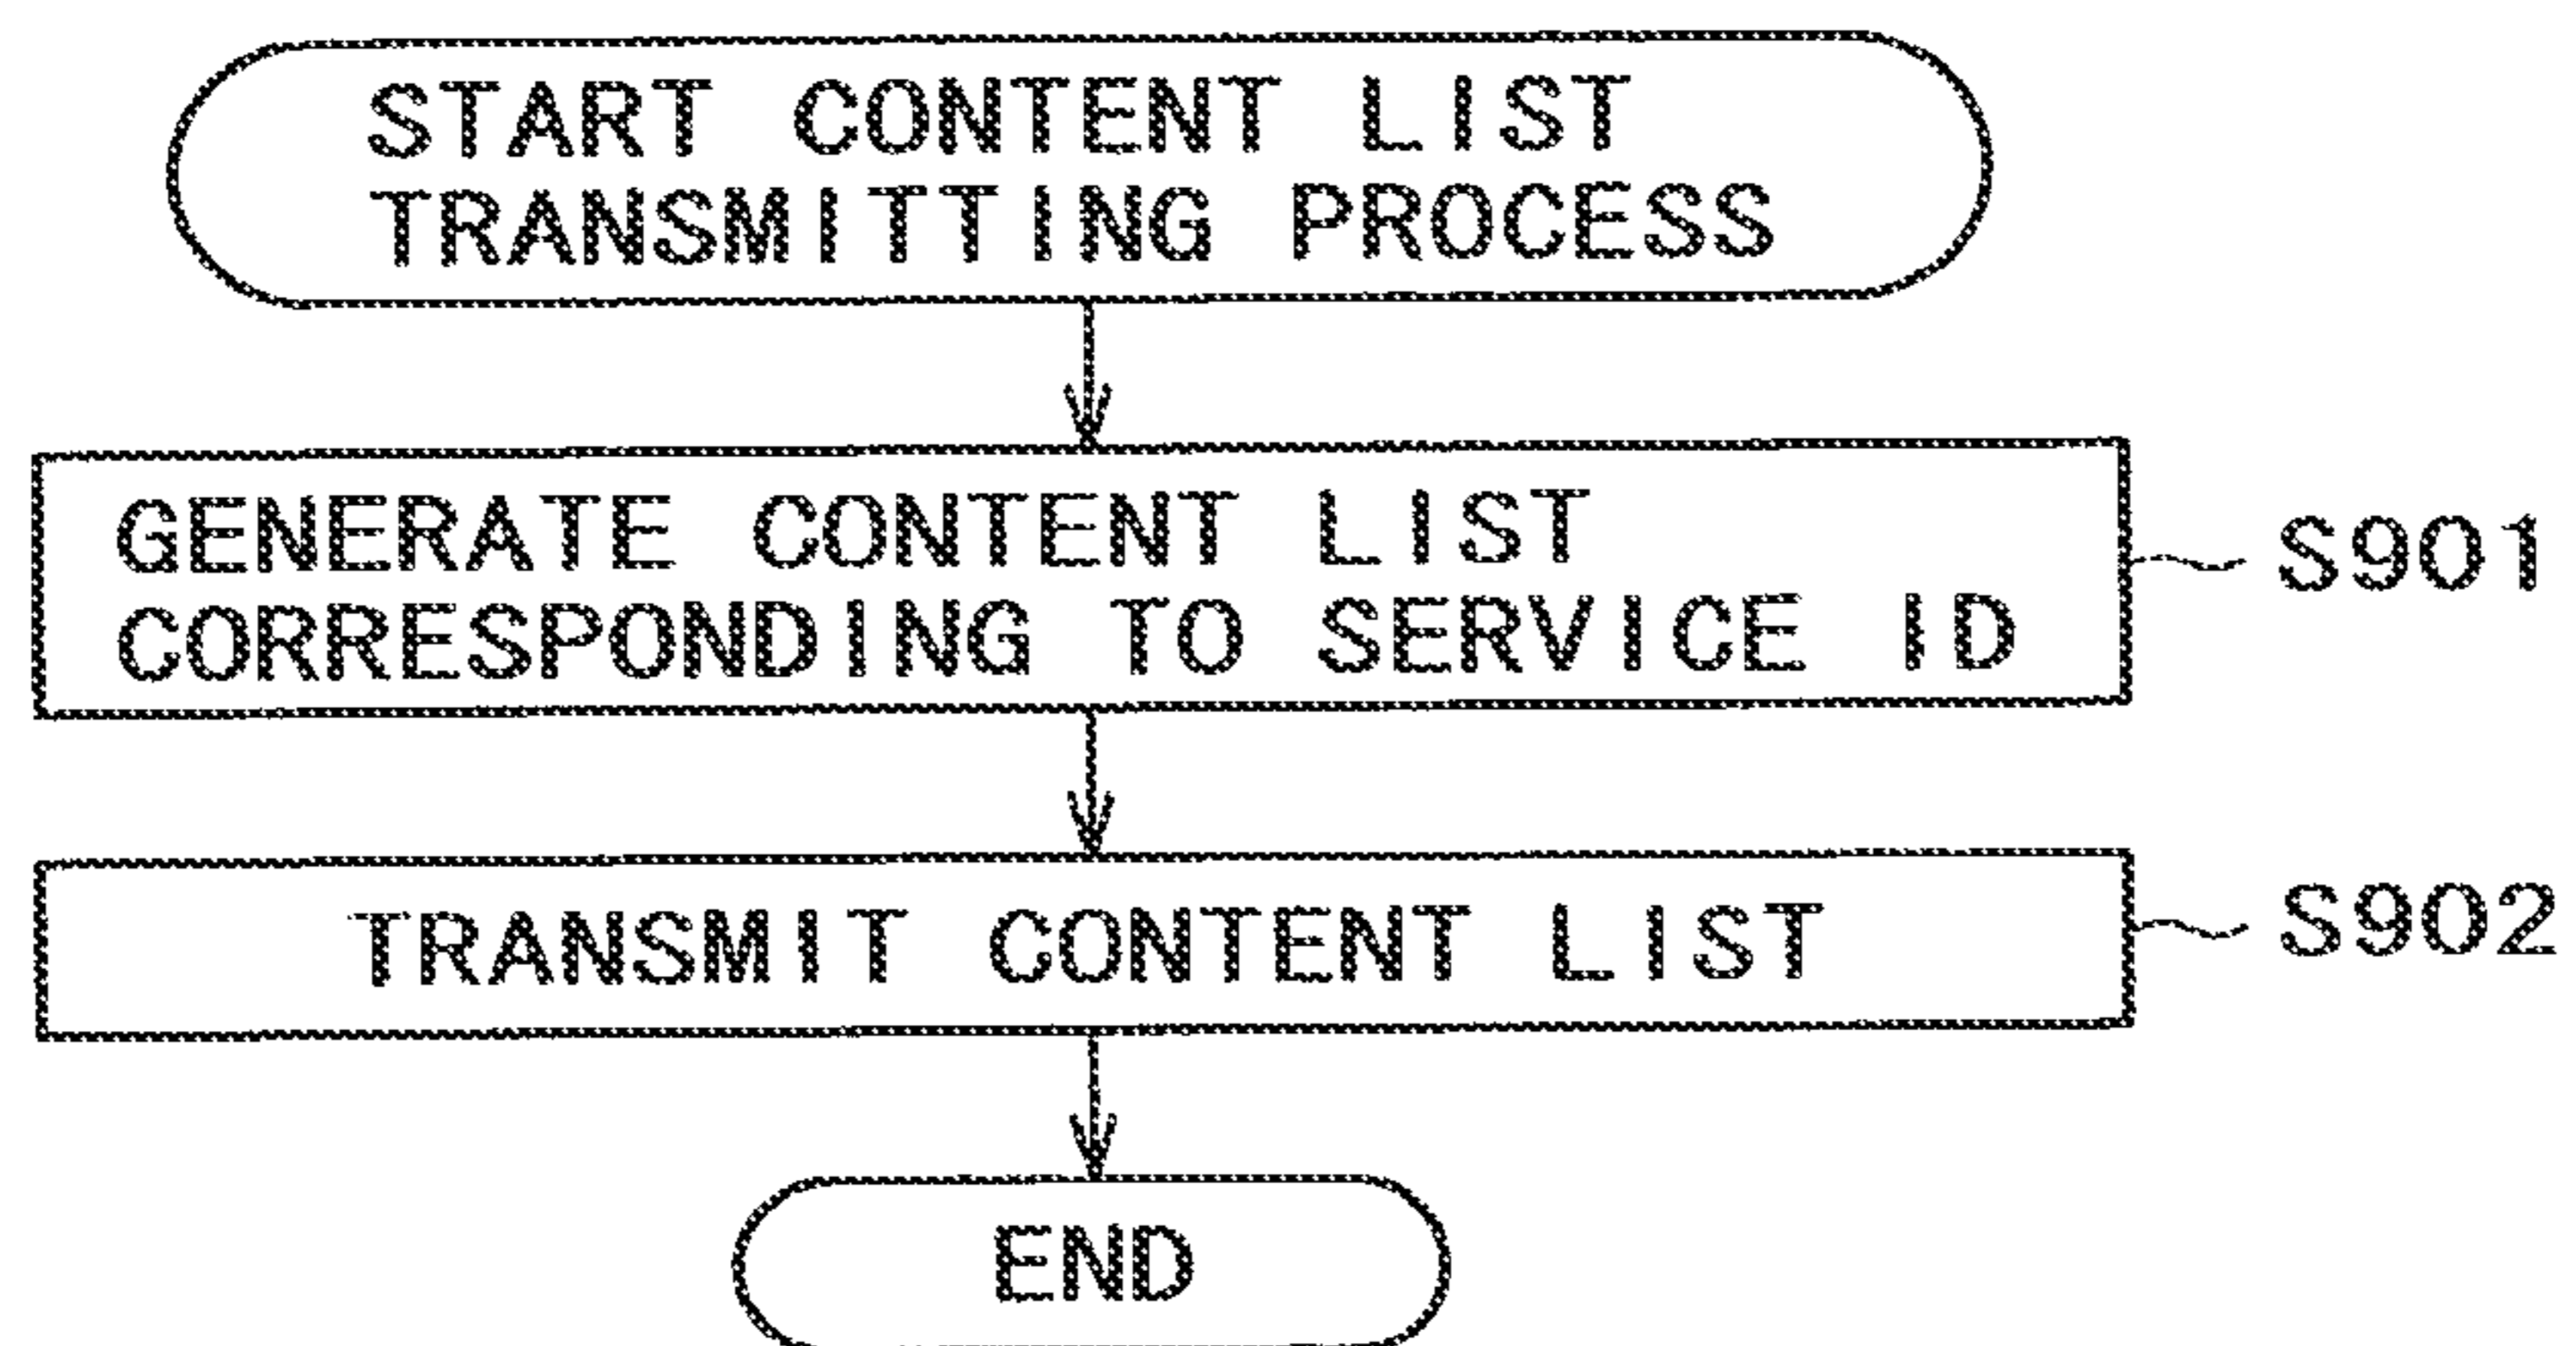 START CONTENT LIST
TRANSMITTING PROCESS
GENERATE CONTENT LIST
CORRESPONDING TO SERVICE ID
S901
TRANSMIT CONTENT LIST
S902
END